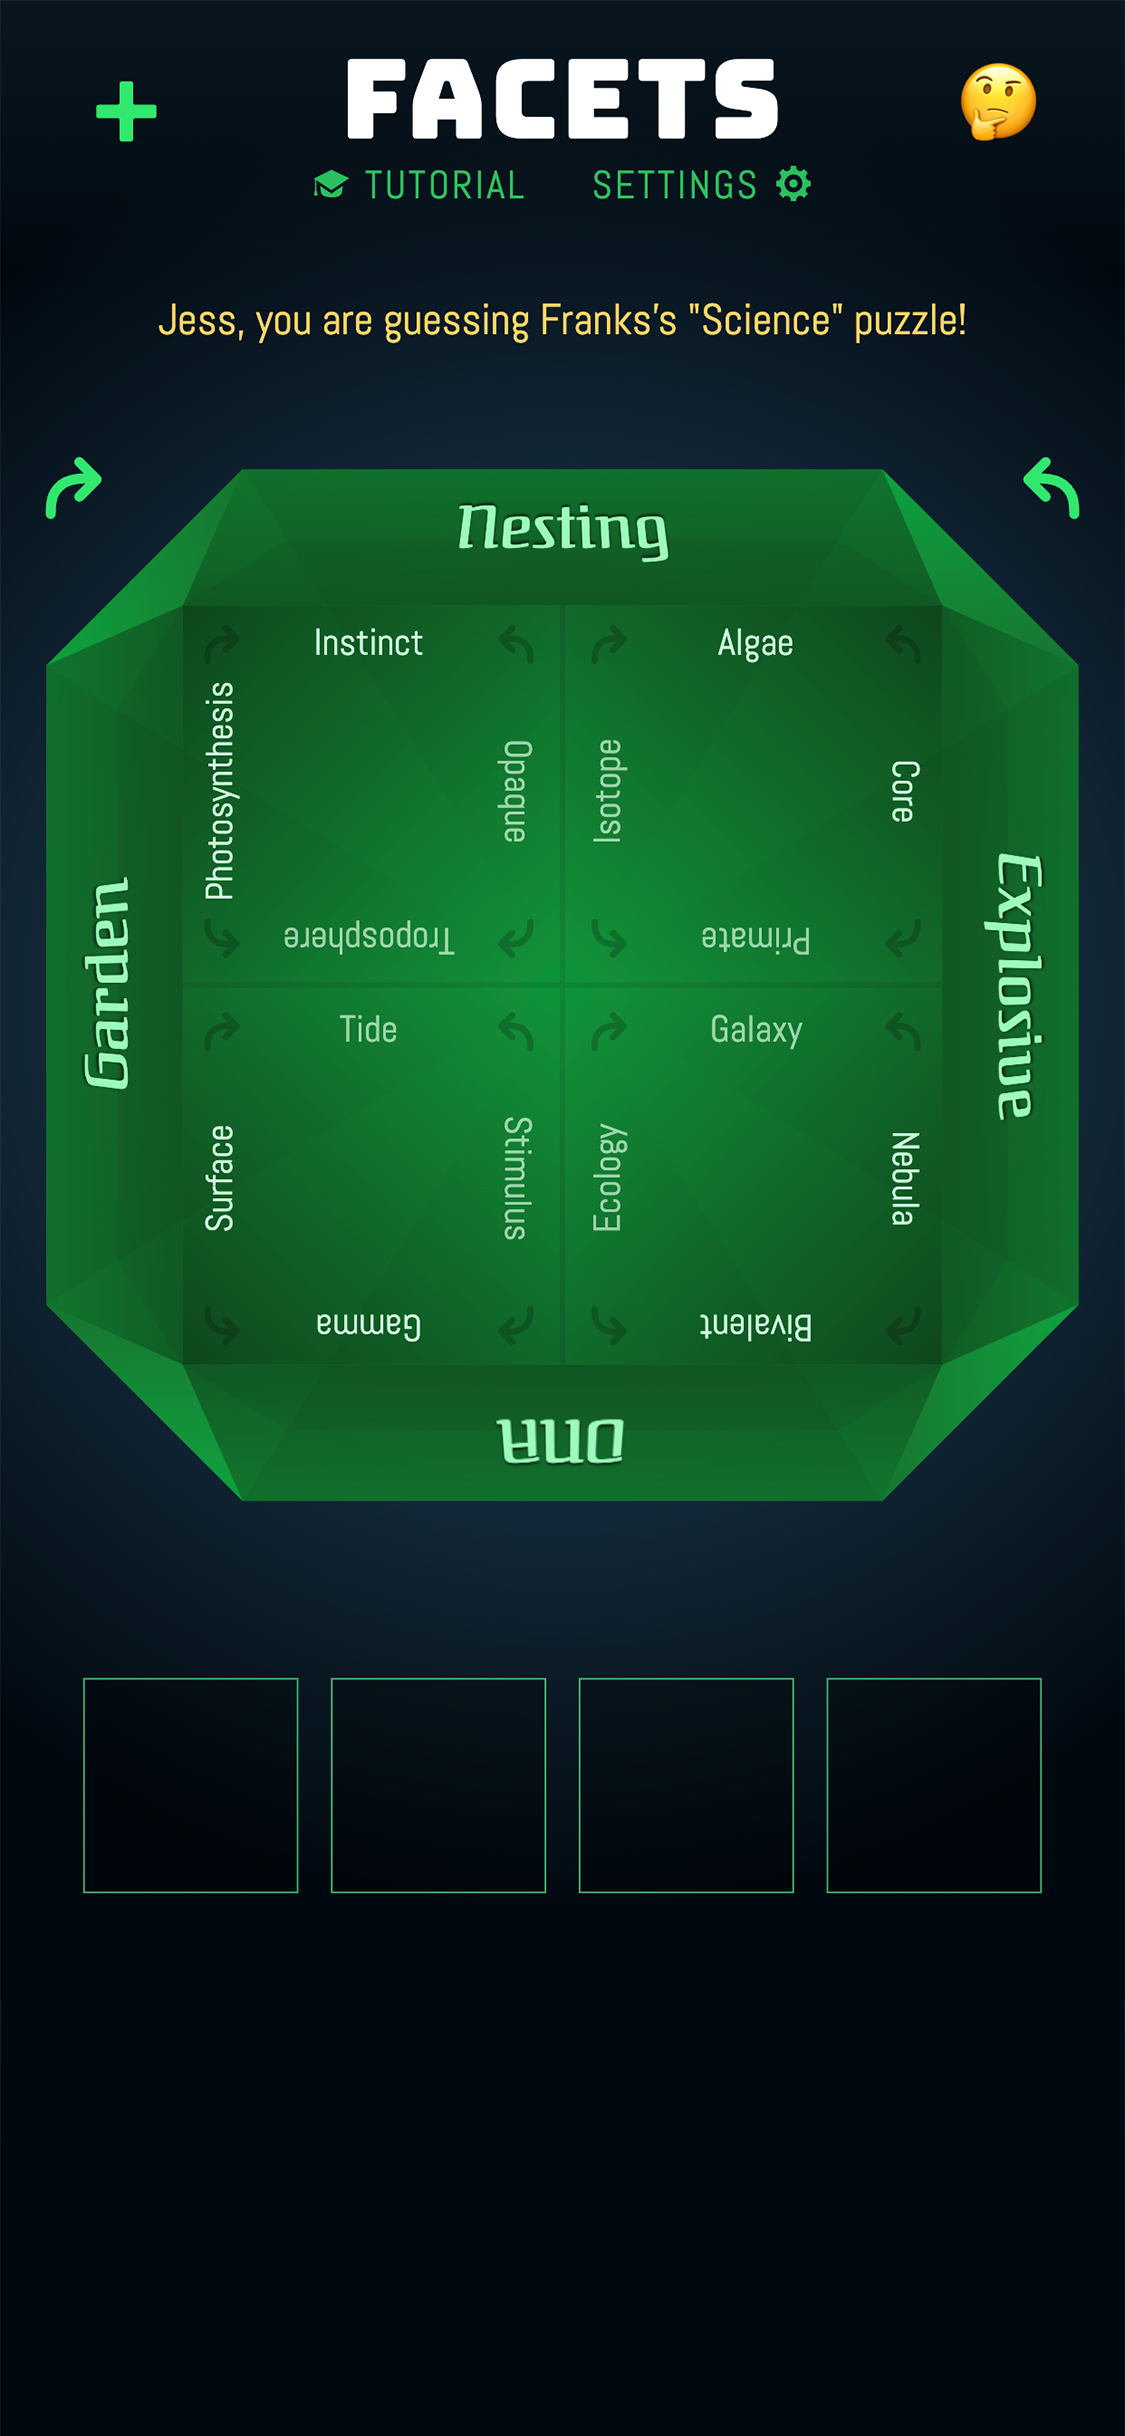 FACETS
TUTORIAL SETTINGS
Jess, you are guessing Franks's "Science" puzzle!
Nesting
Instinct
Algae
Photosynthesis
Opaque
Isotope
Core
Troposphere
Primate
Garden
Explosive
Tide
Galaxy
Surface
Stimulus
Ecology
Nebula
Gamma
Bivalent
DNA